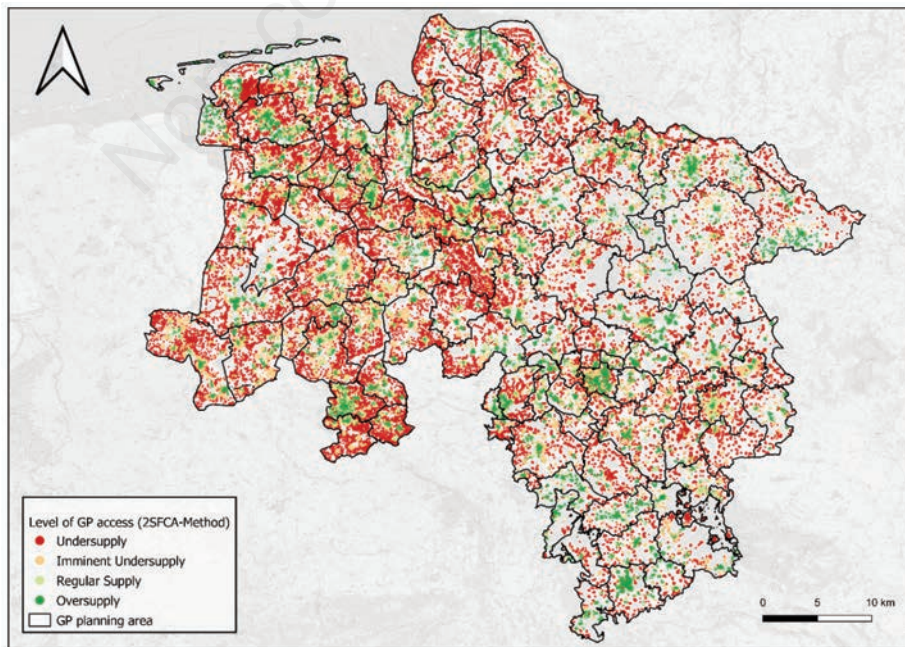 Level of GP access (2SFCA-Method)
Undersupply
Imminent Undersupply
Regular Supply
Oversupply
GP planning area
0 5 10 km